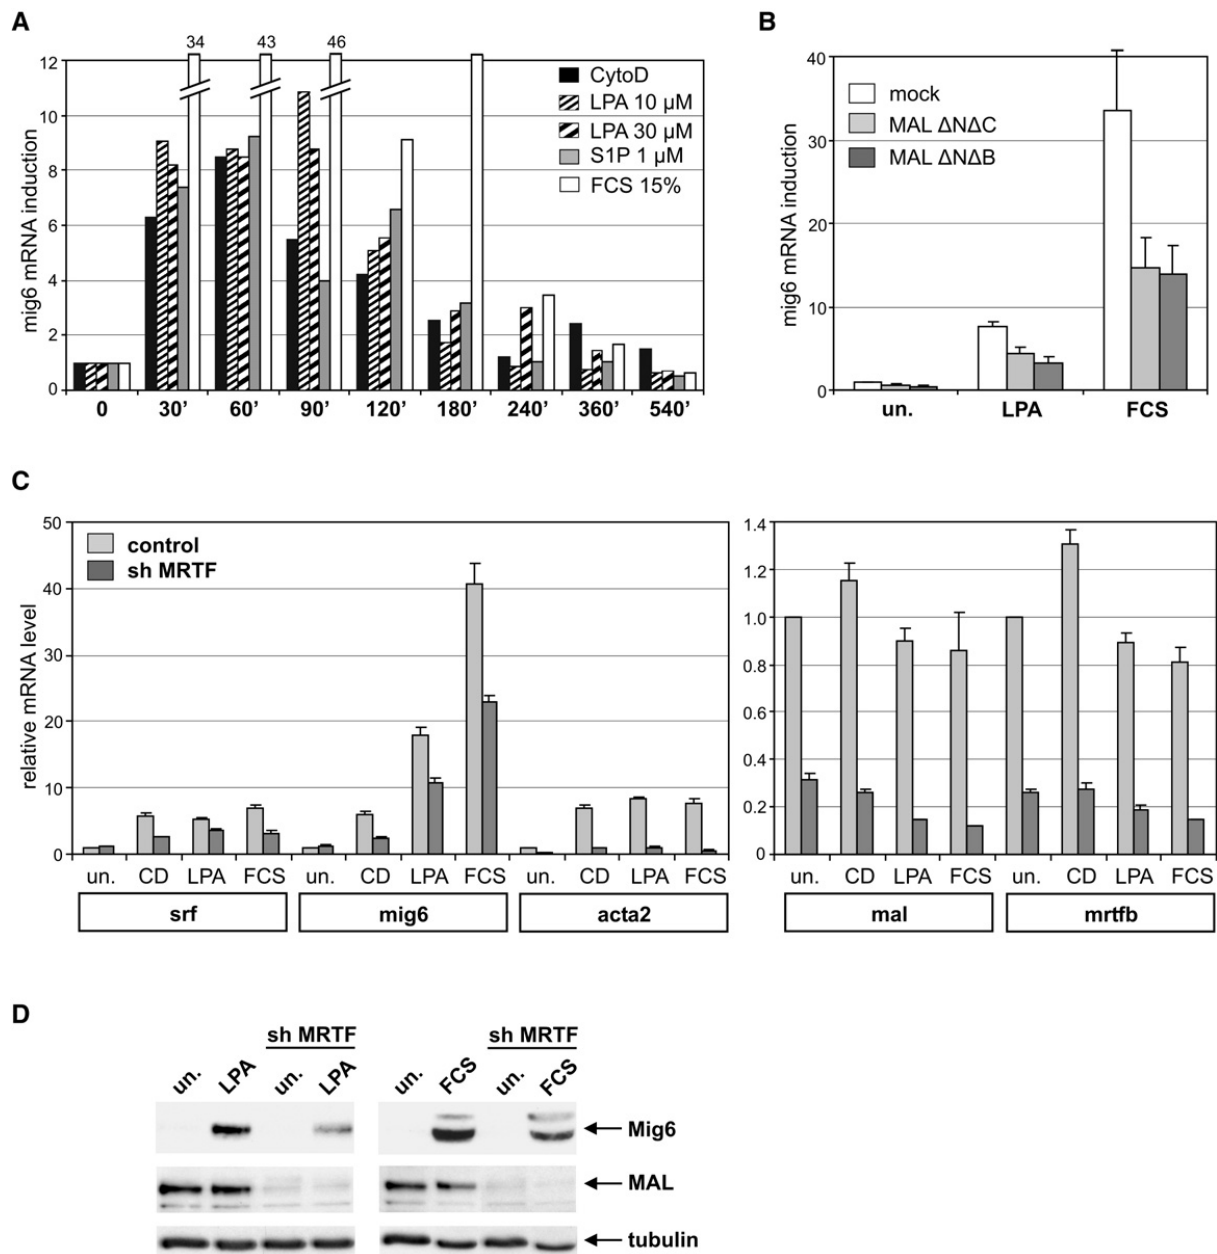 A
34 43 46
12
10
8
6
4
2
0
mig6 mRNA induction
CytoD
LPA 10 µM
LPA 30 µM
S1P 1 µM
FCS 15%
0 30’ 60’ 90’ 120’ 180’ 240’ 360’ 540’
B
40
30
20
10
0
mig6 mRNA induction
mock
MAL ΔNΔC
MAL ΔNΔB
un. LPA FCS
C
50
40
30
20
10
0
relative mRNA level
control
sh MRTF
un. CD LPA FCS un. CD LPA FCS un. CD LPA FCS
srf mig6 acta2
1.4
1.2
1.0
0.8
0.6
0.4
0.2
0
un. CD LPA FCS un. CD LPA FCS
mal mrtfb
D
sh MRTF sh MRTF
un. LPA un. LPA un. FCS un. FCS
Mig6
MAL
tubulin